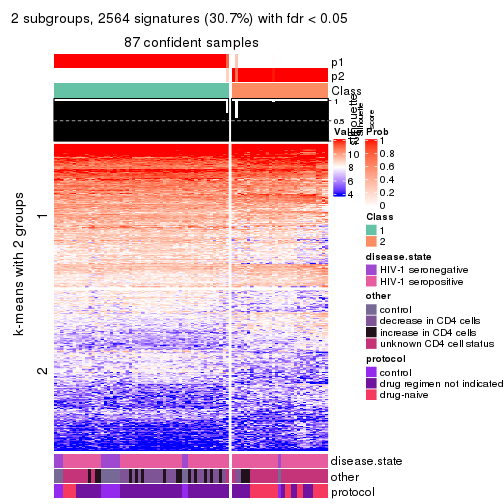 2 subgroups, 2564 signatures (30.7%) with fdr < 0.05
87 confident samples
p1
p2
Class
1
0.5
silhouette
score
k-means with 2 groups
1
2
Value
12
10
8
6
4
Prob
1
0.8
0.6
0.4
0.2
0
Class
1
2
disease.state
HIV-1 seronegative
HIV-1 seropositive
other
control
decrease in CD4 cells
increase in CD4 cells
unknown CD4 cell status
protocol
control
drug regimen not indicated
drug-naive
disease.state
other
protocol